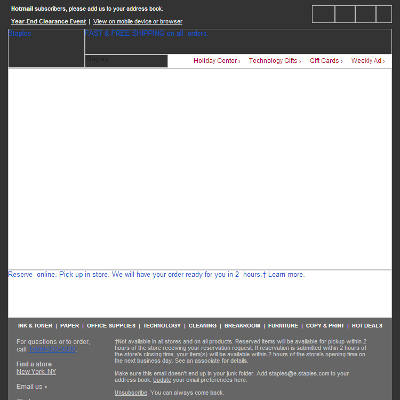 Hotmail subscribers, please add us to your address book.
Year-End Clearance Event | View on mobile device or browser
Staples
FAST & FREE SHIPPING on all orders
Staples
Holiday Center › Technology Gifts › Gift Cards › Weekly Ad ›
Reserve online. Pick up in store. We will have your order ready for you in 2 hours.† Learn more.
INK & TONER | PAPER | OFFICE SUPPLIES | TECHNOLOGY | CLEANING | BREAKROOM | FURNITURE | COPY & PRINT | HOT DEALS
For questions or to order,
call
Find a store
New York, NY
Email us »
†Not available in all stores and on all products. Reserved items will be available for pickup within 2
hours of the store receiving your reservation request. If reservation is submitted within 2 hours
of the store's closing time, your item(s) will be available within 2 hours of the store's opening time on
the next business day. See an associate for details.
Make sure this email doesn't end up in your junk folder. Add staples@e.staples.com to your
address book. Update your email preferences here.
Unsubscribe. You can always come back.